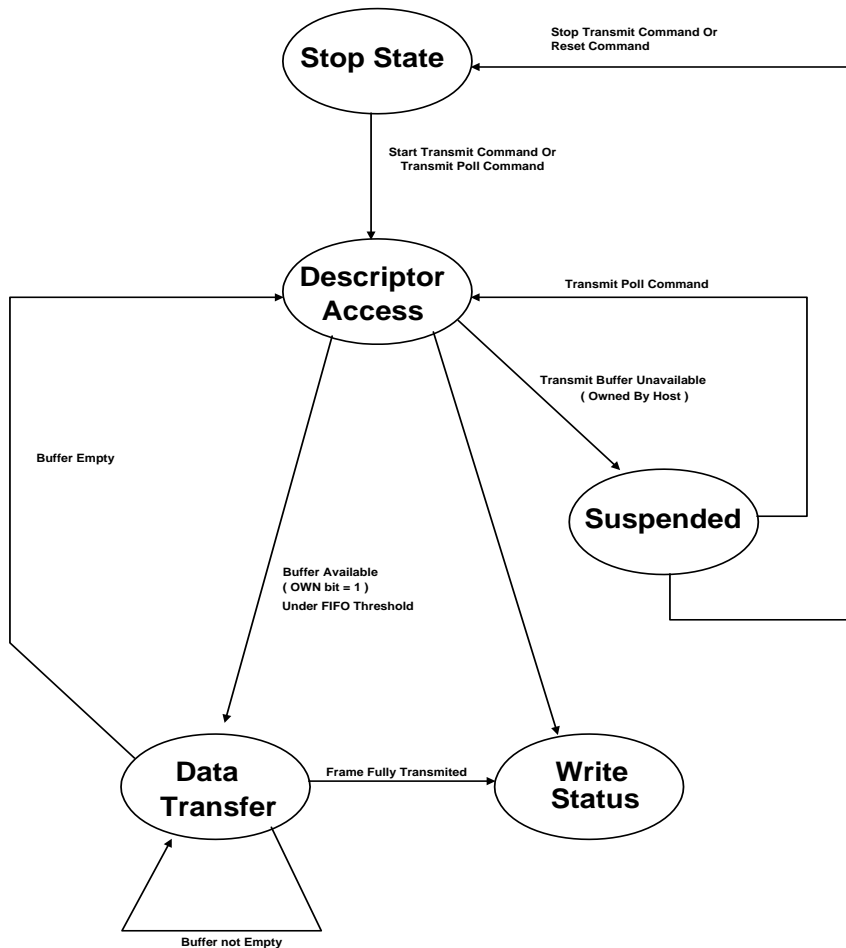 Stop Transmit Command Or
Reset Command
Stop State
Start Transmit Command Or
Transmit Poll Command
Descriptor
Access
Transmit Poll Command
Transmit Buffer Unavailable
( Owned By Host )
Buffer Empty
Suspended
Buffer Available
( OWN bit = 1 )
Under FIFO Threshold
Data
Transfer
Frame Fully Transmited
Write
Status
Buffer not Empty